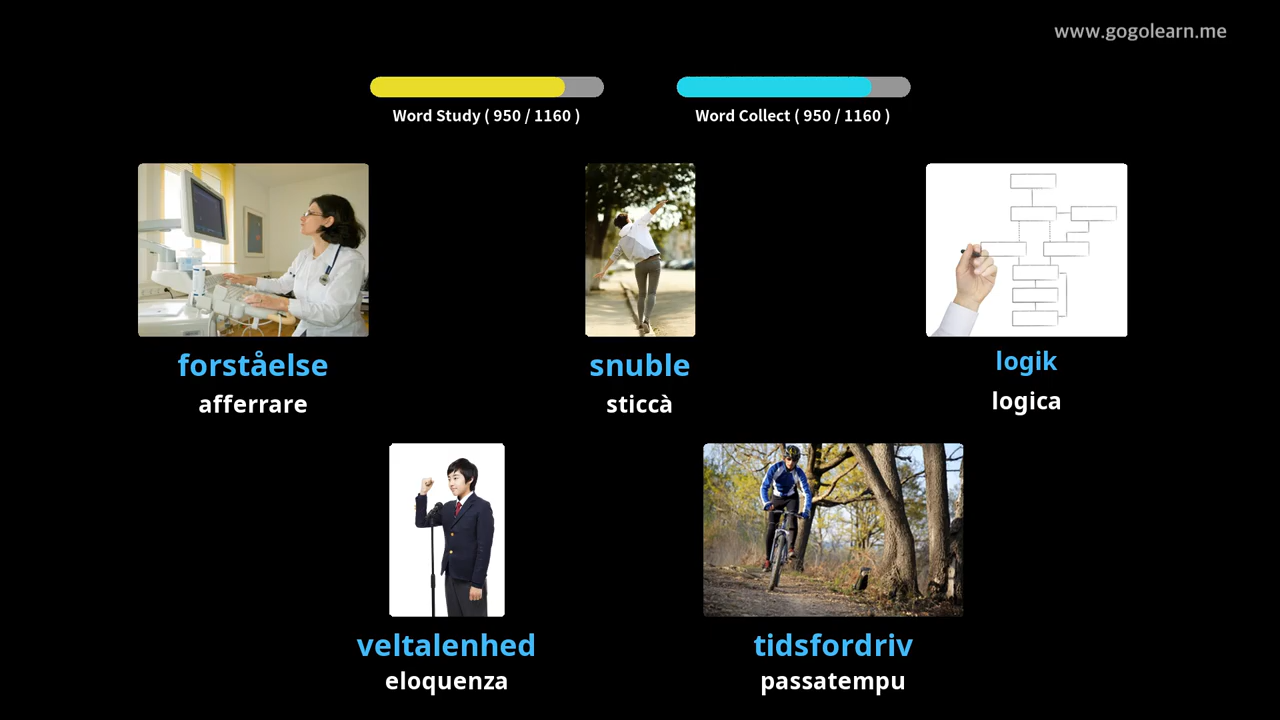 www.gogolearn.me
Word Study ( 950 / 1160 )
Word Collect ( 950 / 1160 )
forståelse
afferrare
snuble
sticcà
logik
logica
veltalenhed
eloquenza
tidsfordriv
passatempu